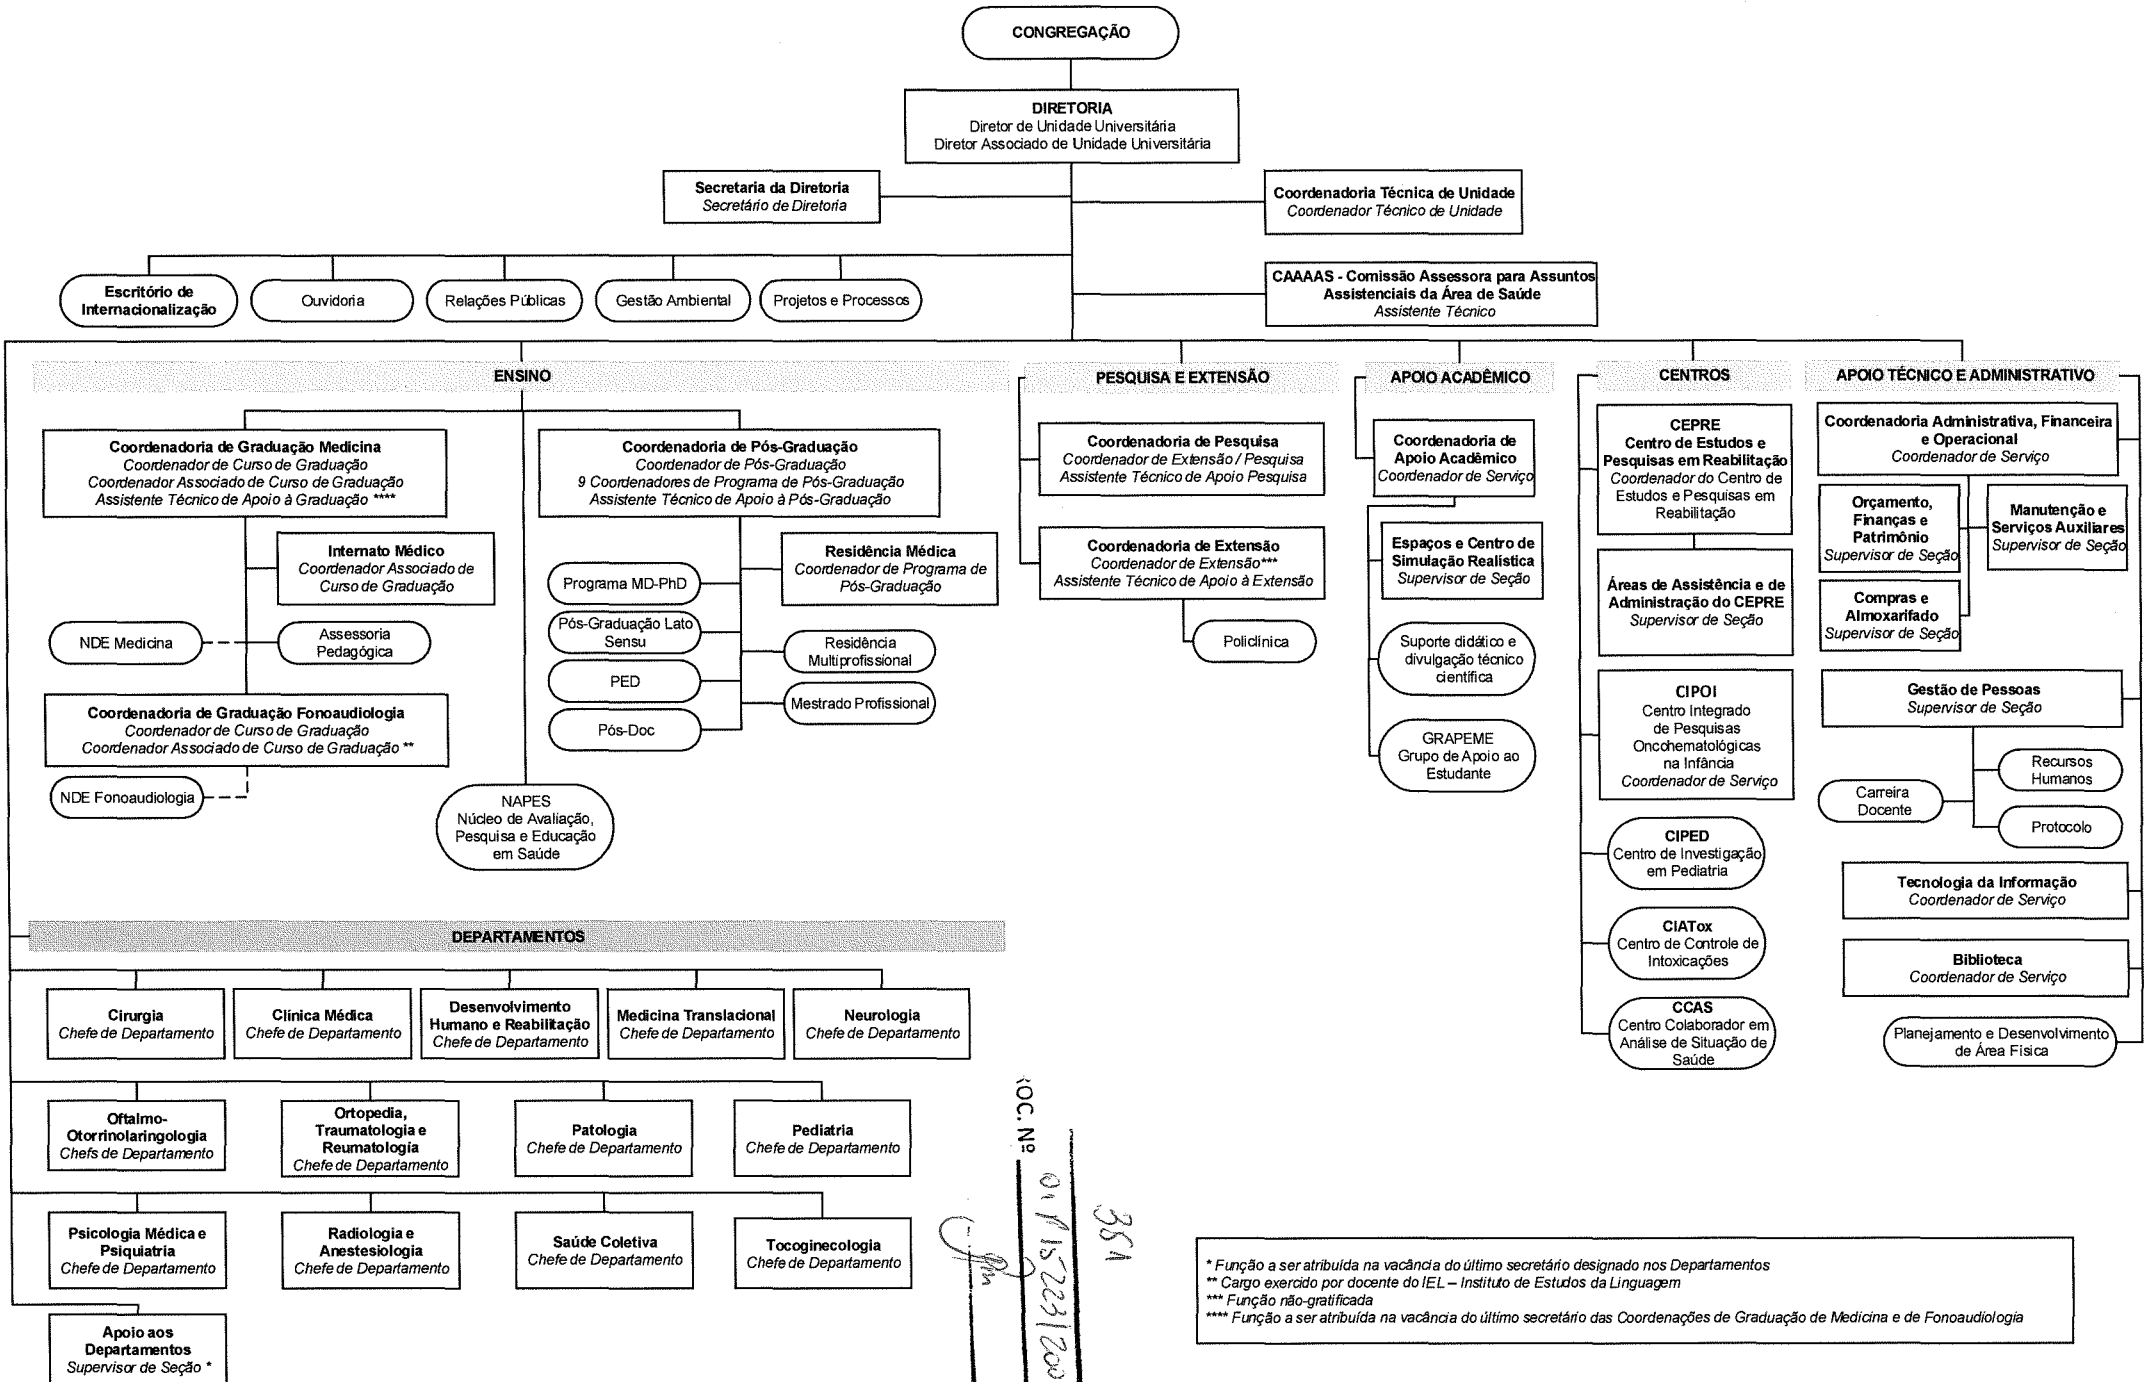 CONGREGAÇÃO
DIRETORIA
Diretor de Unidade Universitária
Diretor Associado de Unidade Universitária
Secretaria da Diretoria
Secretário de Diretoria
Coordenadoria Técnica de Unidade
Coordenador Técnico de Unidade
Escritório de
Internacionalização
Ouvidoria
Relações Públicas
Gestão Ambiental
Projetos e Processos
CAAAAS - Comissão Assessora para Assuntos
Assistenciais da Área de Saúde
Assistente Técnico
ENSINO
Coordenadoria de Graduação Medicina
Coordenador de Curso de Graduação
Coordenador Associado de Curso de Graduação
Assistente Técnico de Apoio à Graduação ****
Internato Médico
Coordenador Associado de
Curso de Graduação
NDE Medicina
Assessoria
Pedagógica
Coordenadoria de Graduação Fonoaudiologia
Coordenador de Curso de Graduação
Coordenador Associado de Curso de Graduação **
NDE Fonoaudiologia
Coordenadoria de Pós-Graduação
Coordenador de Pós-Graduação
9 Coordenadores de Programa de Pós-Graduação
Assistente Técnico de Apoio à Pós-Graduação
Programa MD-PhD
Pós-Graduação Lato
Sensu
PED
Pós-Doc
Residência Médica
Coordenador de Programa de
Pós-Graduação
Residência
Multiprofissional
Mestrado Profissional
NAPES
Núcleo de Avaliação,
Pesquisa e Educação
em Saúde
PESQUISA E EXTENSÃO
Coordenadoria de Pesquisa
Coordenador de Extensão / Pesquisa
Assistente Técnico de Apoio Pesquisa
Coordenadoria de Extensão
Coordenador de Extensão***
Assistente Técnico de Apoio à Extensão
Policlínica
APOIO ACADÊMICO
Coordenadoria de
Apoio Acadêmico
Coordenador de Serviço
Espaços e Centro de
Simulação Realística
Supervisor de Seção
Suporte didático e
divulgação técnico
científica
GRAPEME
Grupo de Apoio ao
Estudante
CENTROS
CEPRE
Centro de Estudos e
Pesquisas em Reabilitação
Coordenador do Centro de
Estudos e Pesquisas em
Reabilitação
Áreas de Assistência e de
Administração do CEPRE
Supervisor de Seção
CIPOI
Centro Integrado
de Pesquisas
Oncohematológicas
na Infância
Coordenador de Serviço
CIPED
Centro de Investigação
em Pediatria
CIATox
Centro de Controle de
Intoxicações
CCAS
Centro Colaborador em
Análise de Situação de
Saúde
APOIO TÉCNICO E ADMINISTRATIVO
Coordenadoria Administrativa, Financeira
e Operacional
Coordenador de Serviço
Orçamento,
Finanças e
Patrimônio
Supervisor de Seção
Manutenção e
Serviços Auxiliares
Supervisor de Seção
Compras e
Almoxarifado
Supervisor de Seção
Gestão de Pessoas
Supervisor de Seção
Recursos
Humanos
Carreira
Docente
Protocolo
Tecnologia da Informação
Coordenador de Serviço
Biblioteca
Coordenador de Serviço
Planejamento e Desenvolvimento
de Área Física
DEPARTAMENTOS
Cirurgia
Chefe de Departamento
Clínica Médica
Chefe de Departamento
Desenvolvimento
Humano e Reabilitação
Chefe de Departamento
Medicina Translacional
Chefe de Departamento
Neurologia
Chefe de Departamento
Oftalmo-
Otorrinolaringologia
Chefs de Departamento
Ortopedia,
Traumatologia e
Reumatología
Chefe de Departamento
Patologia
Chefe de Departamento
Pediatria
Chefe de Departamento
Psicologia Médica e
Psiquiatria
Chefe de Departamento
Radiologia e
Anestesiologia
Chefe de Departamento
Saúde Coletiva
Chefe de Departamento
Tocoginecologia
Chefe de Departamento
Apoio aos
Departamentos
Supervisor de Seção *
* Função a ser atribuída na vacância do último secretário designado nos Departamentos
** Cargo exercido por docente do IEL – Instituto de Estudos da Linguagem
*** Função não-gratificada
**** Função a ser atribuída na vacância do último secretário das Coordenações de Graduação de Medicina e de Fonoaudiología
OC. Nº